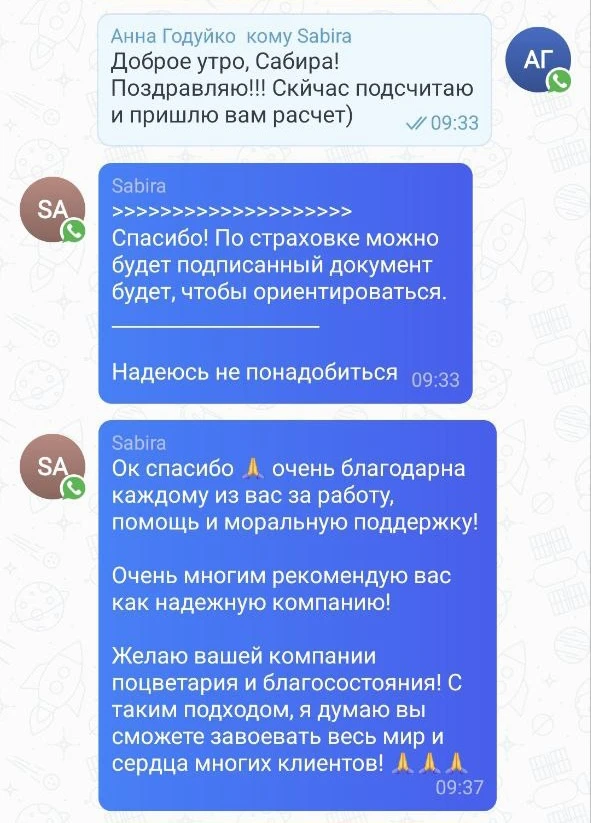 Анна Годуйко кому Sabira
Доброе утро, Сабира!
Поздравляю!!! Скйчас подсчитаю
и пришлю вам расчет)
09:33
АГ
SA
Sabira
>>>>>>>>>>>>>>>>>>>>
Спасибо! По страховке можно
будет подписанный документ
будет, чтобы ориентироваться.
___________________
Надеюсь не понадобиться
09:33
SA
Sabira
Ок спасибо 🙏 очень благодарна
каждому из вас за работу,
помощь и моральную поддержку!
Очень многим рекомендую вас
как надежную компанию!
Желаю вашей компании
поцветария и благосостояния! С
таким подходом, я думаю вы
сможете завоевать весь мир и
сердца многих клиентов! 🙏🙏🙏
09:37